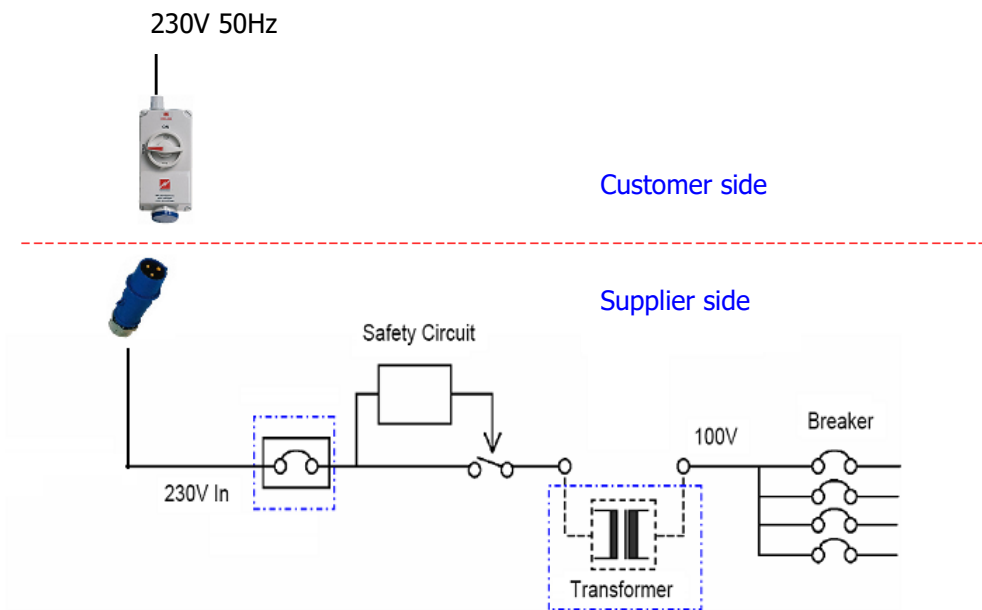 230V 50Hz
Customer side
Supplier side
Safety Circuit
Breaker
100V
230V In
Transformer